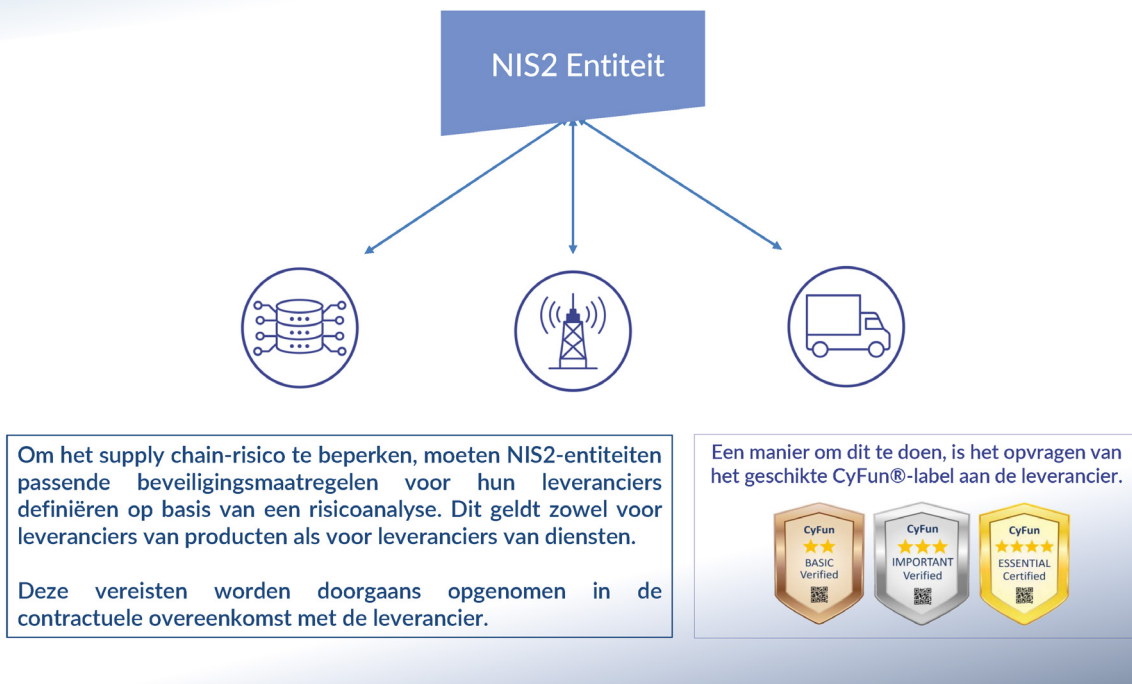 NIS2 Entiteit
Om het supply chain-risico te beperken, moeten NIS2-entiteiten
passende beveiligingsmaatregelen voor hun leveranciers
definiëren op basis van een risicoanalyse. Dit geldt zowel voor
leveranciers van producten als voor leveranciers van diensten.
Deze vereisten worden doorgaans opgenomen in de
contractuele overeenkomst met de leverancier.
Een manier om dit te doen, is het opvragen van
het geschikte CyFun®-label aan de leverancier.
CyFun
BASIC
Verified
CyFun
IMPORTANT
Verified
CyFun
ESSENTIAL
Certified